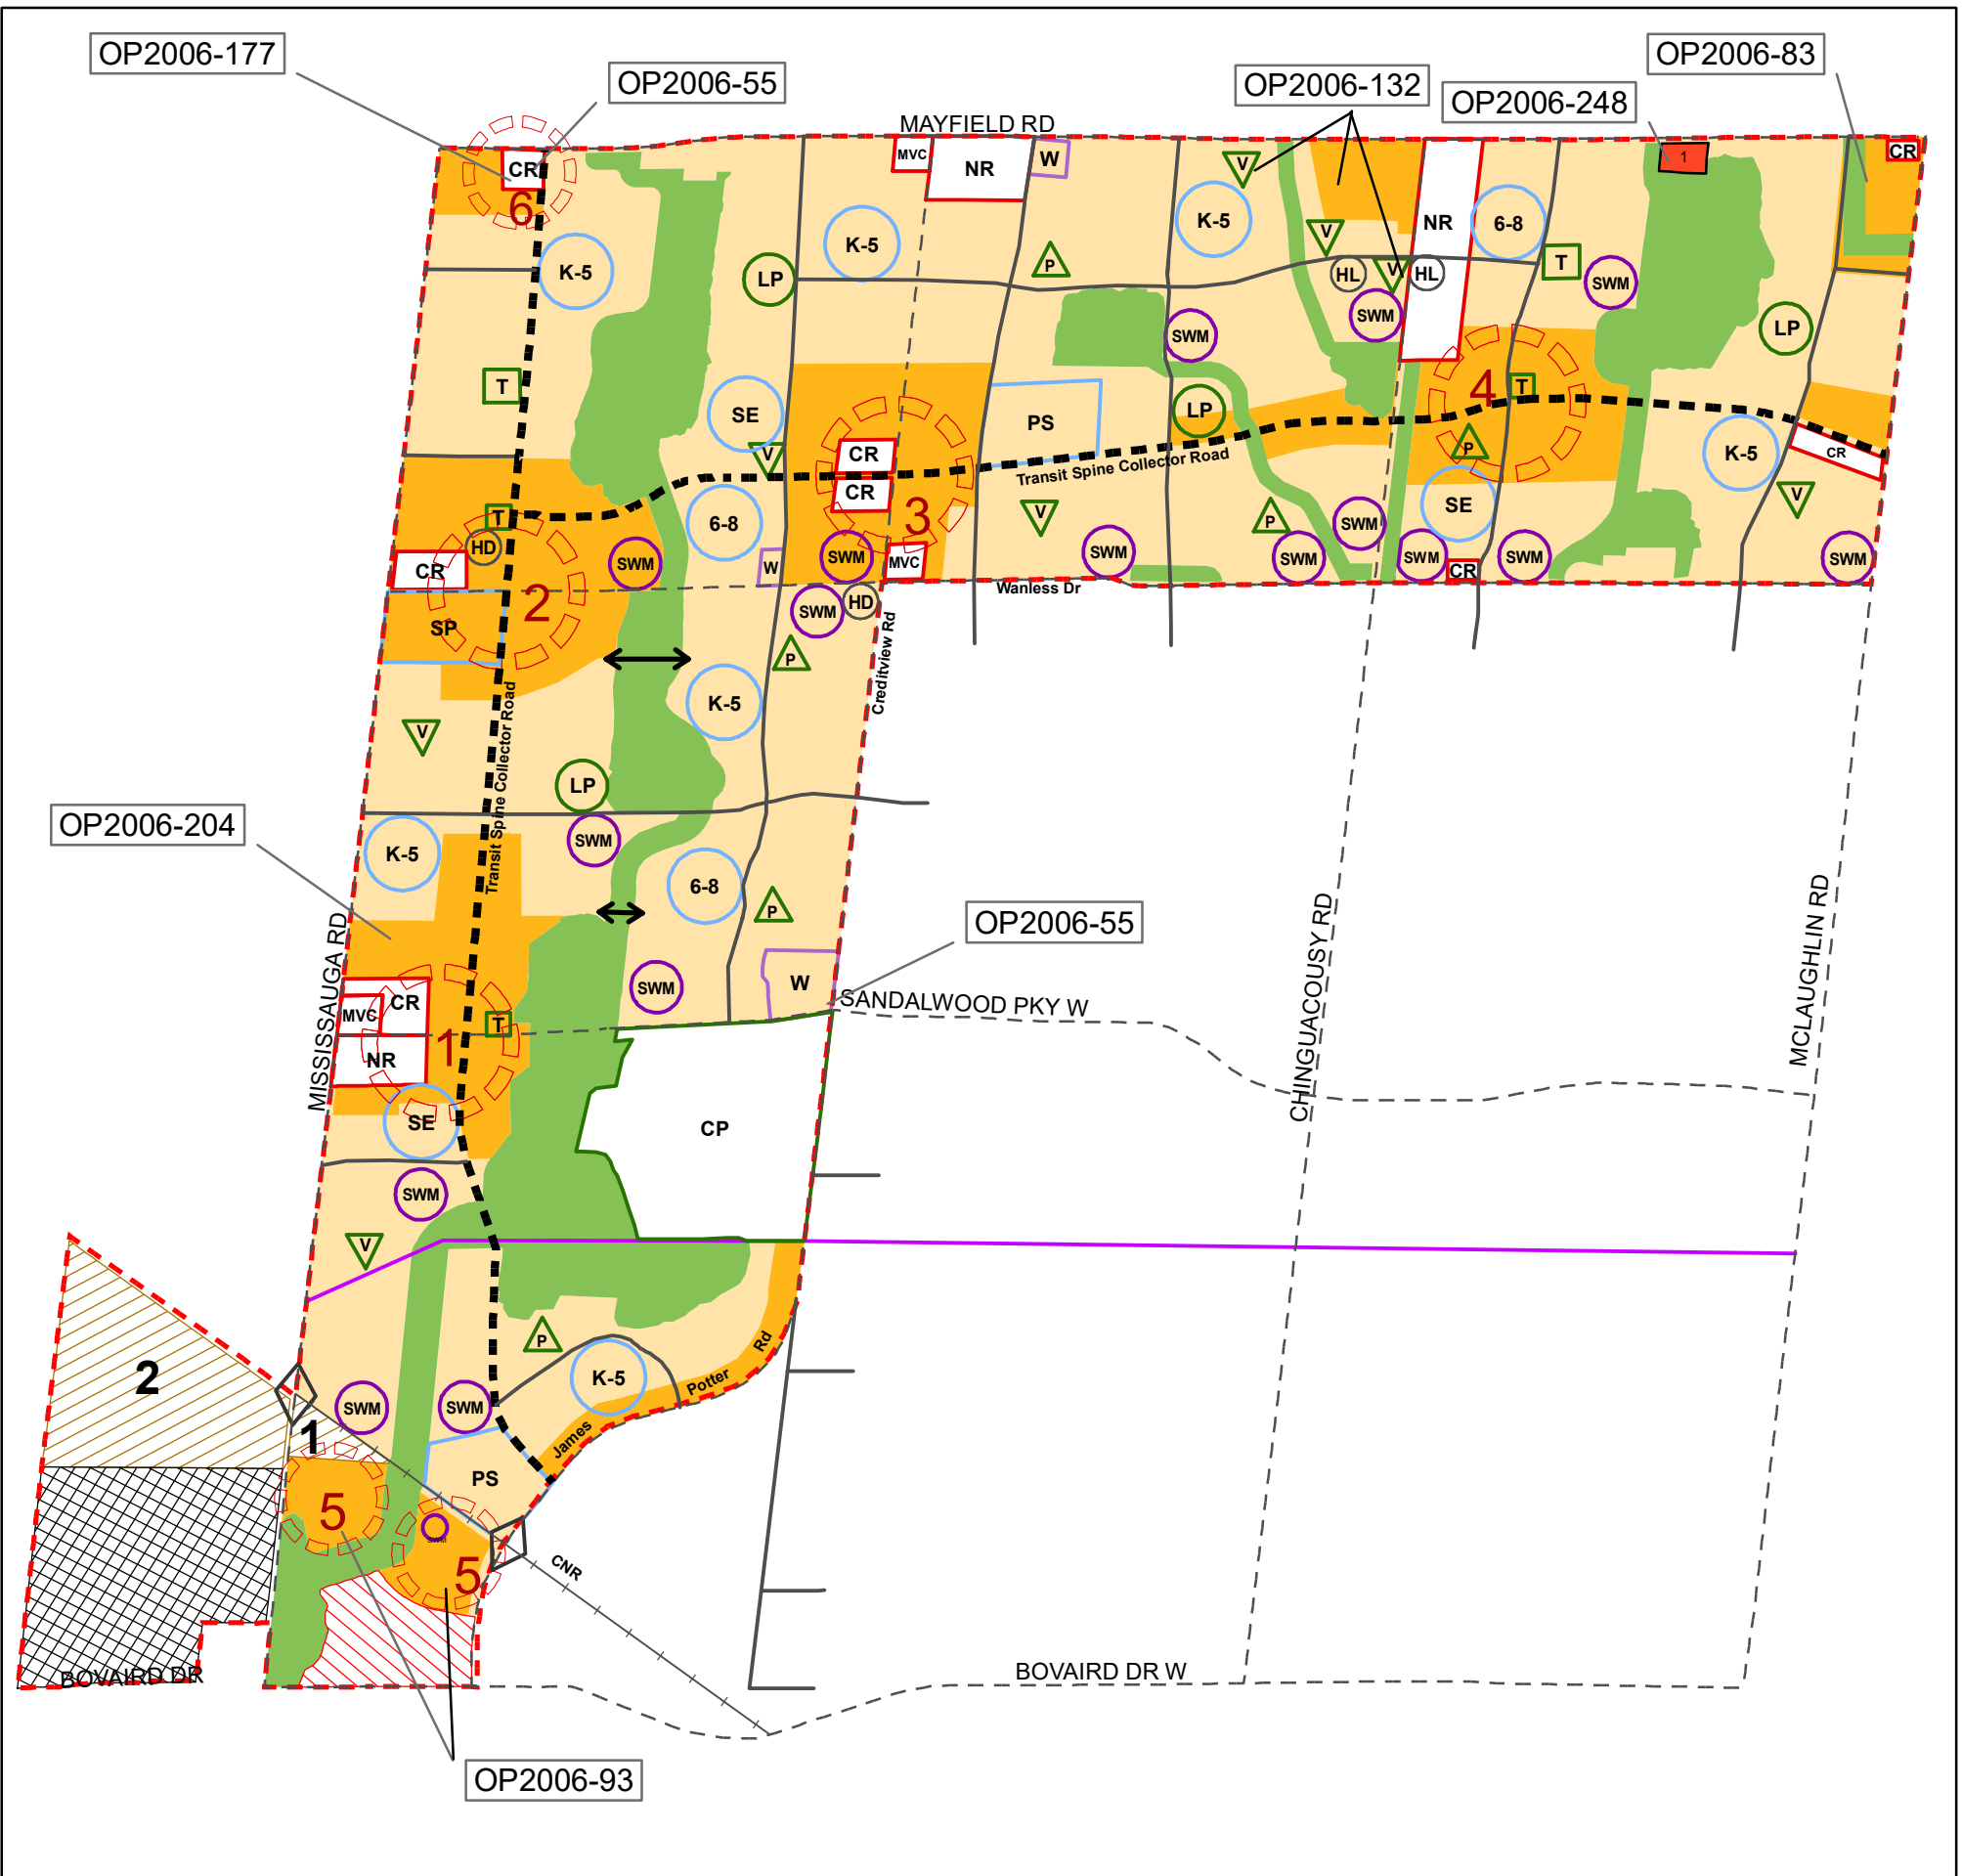 OP2006-177
OP2006-55
OP2006-132
OP2006-248
OP2006-83
MAYFIELD RD
CR
6
K-5
LP
K-5
MVC
NR
W
P
K-5
V
V
V
HL
HL
NR
6-8
T
SWM
1
CR
LP
SWM
SWM
T
SE
V
CR
CR
3
PS
LP
Transit Spine Collector Road
4
T
P
SE
K-5
CR
V
T
HD
CR
2
SP
SWM
6-8
W
SWM
MVC
V
SWM
P
SWM
SWM
SWM
CR
SWM
SWM
Wanless Dr
SWM
HD
P
Creditview Rd
K-5
V
Transit Spine Collector Road
LP
OP2006-204
K-5
SWM
6-8
P
OP2006-55
MISSISSAUGA RD
CR
MVC
NR
1
T
SWM
W
SANDALWOOD PKY W
CHINGUACOUSY RD
MCLAUGHLIN RD
SE
CP
SWM
V
P
K-5
James
Potter
Rd
2
1
SWM
SWM
PS
5
SWM
5
CNR
BOVAIRD DR
BOVAIRD DR W
OP2006-93